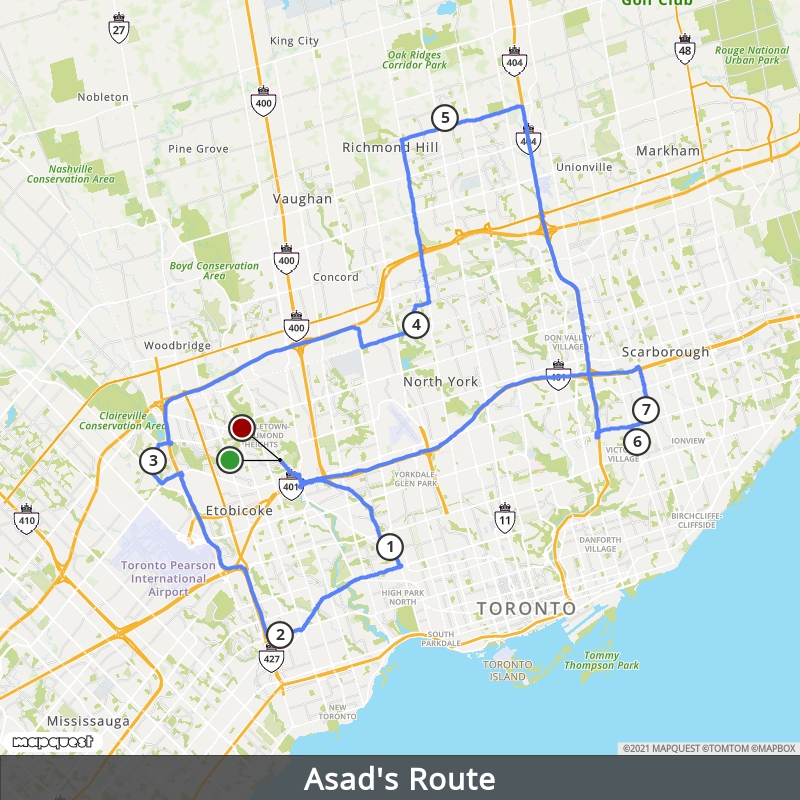 Golf Club
27
King City
Oak Ridges
Corridor Park
404
48
Rouge National
Urban Park
Nobleton
400
5
404
Pine Grove
Richmond Hill
Unionville
Markham
Nashville
Conservation Area
Vaughan
Boyd Conservation
Area
400
Concord
400
4
Woodbridge
DON VALLEY
VILLAGE
Scarborough
401
North York
Claireville
Conservation Area
7
6
IONVIEW
VILLAGE
HEIGHTS
3
YORKDALE-
GLEN PARK
401
410
Etobicoke
11
BIRCHCLIFFE-
CLIFFSIDE
1
DANFORTH
VILLAGE
Toronto Pearson
International
Airport
HIGH PARK
NORTH
TORONTO
2
SOUTH
PARKDALE
427
TORONTO
ISLAND
Tommy
Thompson Park
NEW
TORONTO
Mississauga
mapquest
©2021 MAPQUEST ©TOMTOM ©MAPBOX
Asad's Route